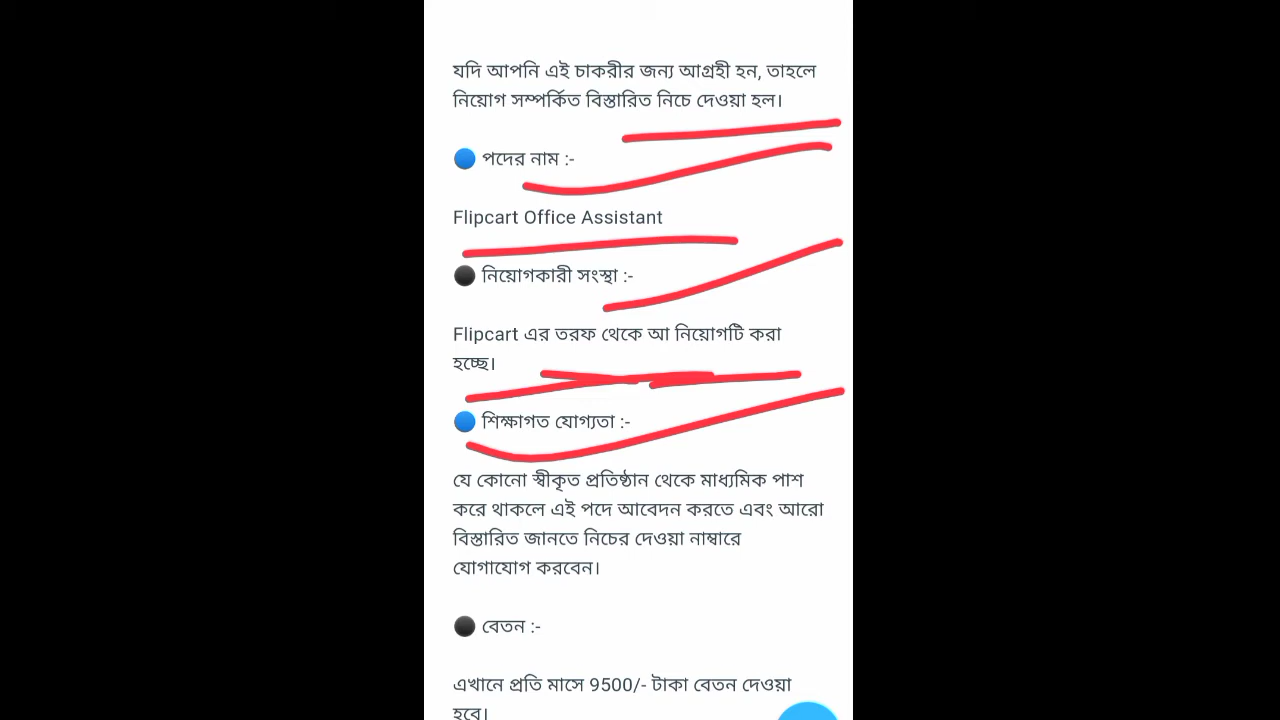 যদি আপনি এই চাকরীর জন্য আগ্রহী হন, তাহলে
নিয়োগ সম্পর্কিত বিস্তারিত নিচে দেওয়া হল।
পদের নাম :-
Flipcart Office Assistant
নিয়োগকারী সংস্থা :-
Flipcart এর তরফ থেকে আ নিয়োগটি করা
হচ্ছে।
শিক্ষাগত যোগ্যতা :-
যে কোনো স্বীকৃত প্রতিষ্ঠান থেকে মাধ্যমিক পাশ
করে থাকলে এই পদে আবেদন করতে এবং আরো
বিস্তারিত জানতে নিচের দেওয়া নাম্বারে
যোগাযোগ করবেন।
বেতন :-
এখানে প্রতি মাসে 9500/- টাকা বেতন দেওয়া
হবে।